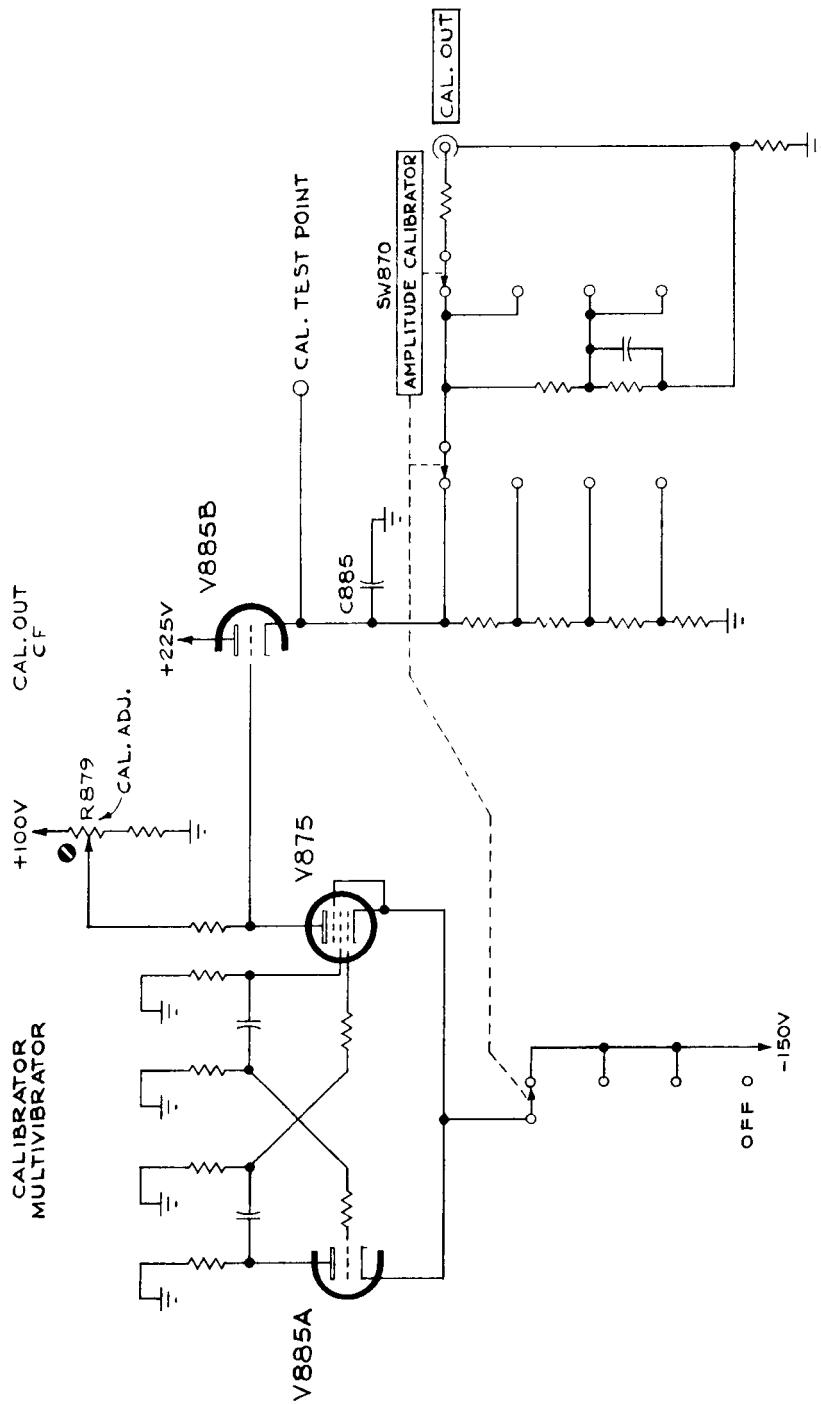 CALIBRATOR
MULTIVIBRATOR
V885A
+100V
R879
CAL. ADJ.
V875
CAL. OUT
CF
+225V
V885B
CAL. TEST POINT
C885
SW870
AMPLITUDE CALIBRATOR
CAL. OUT
OFF
-150V